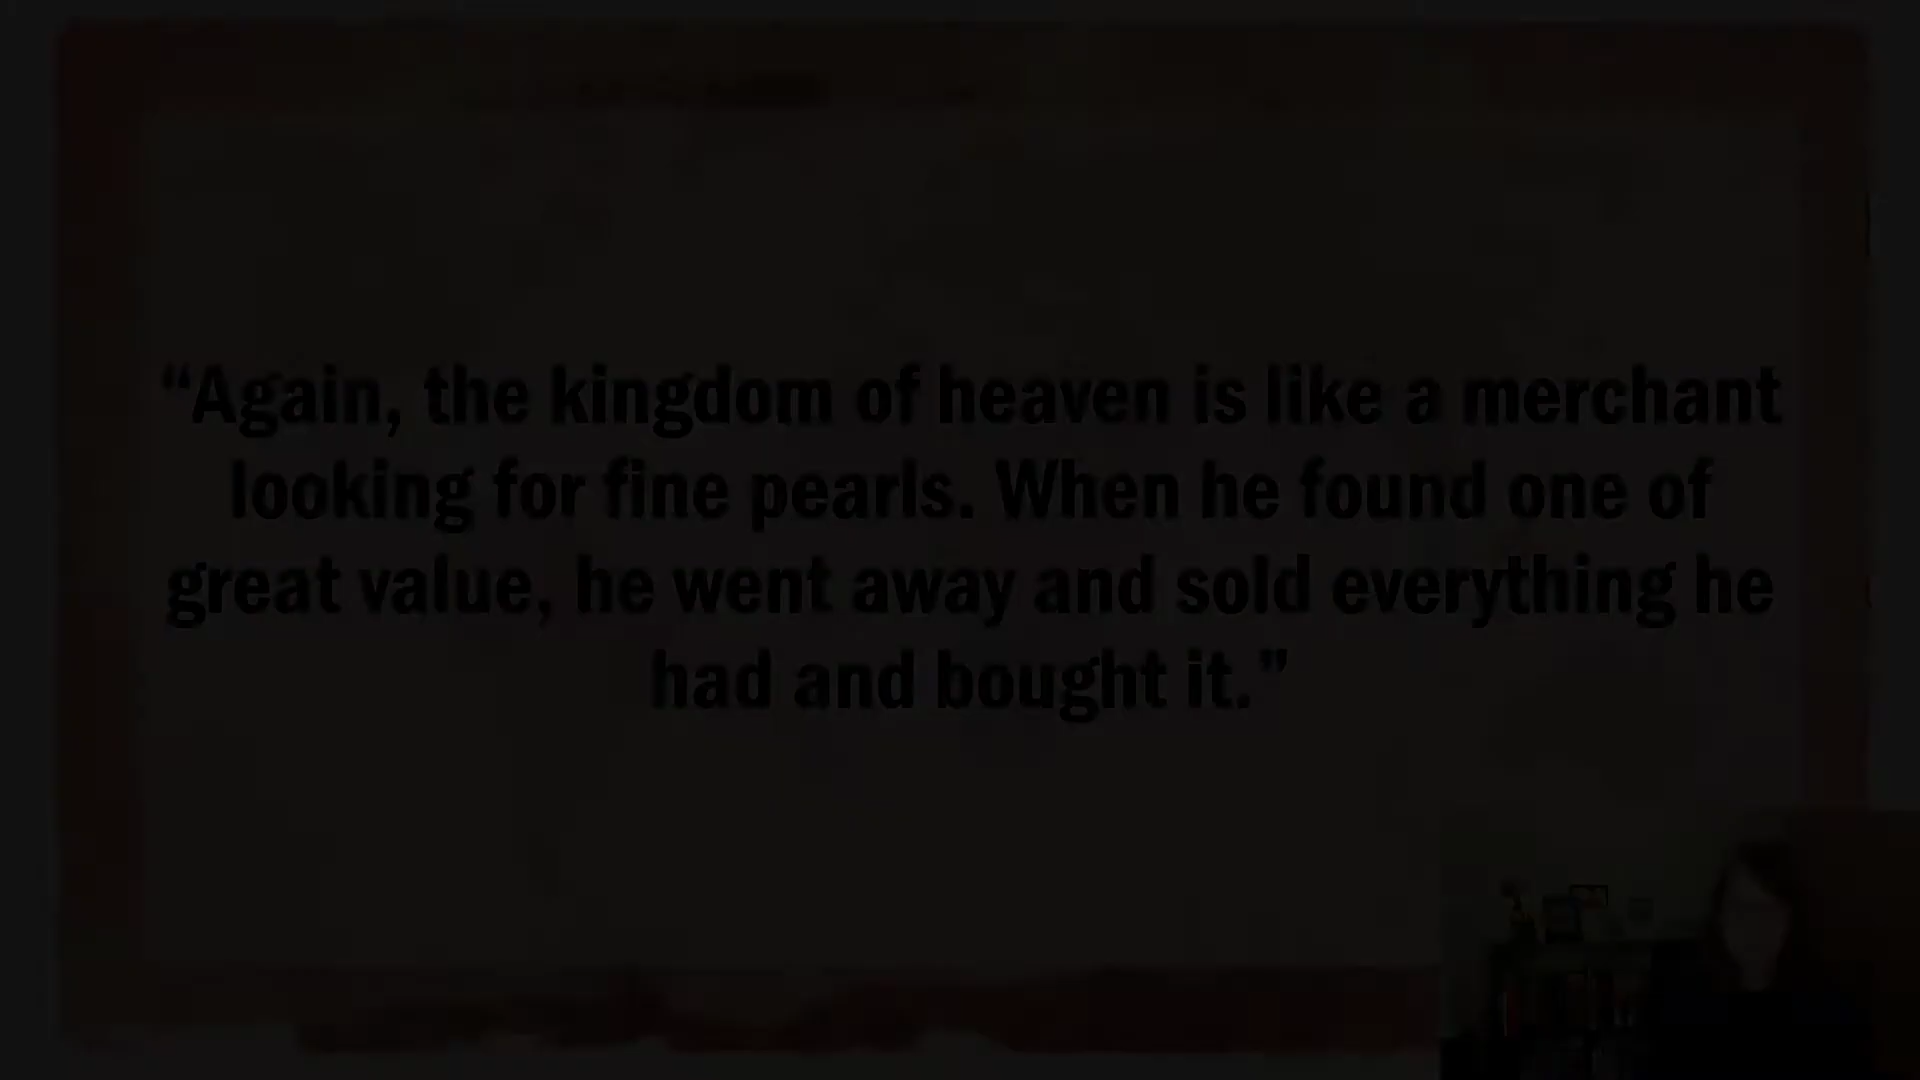 “Again, the kingdom of heaven is like a merchant
looking for fine pearls. When he found one of
great value, he went away and sold everything he
had and bought it.”